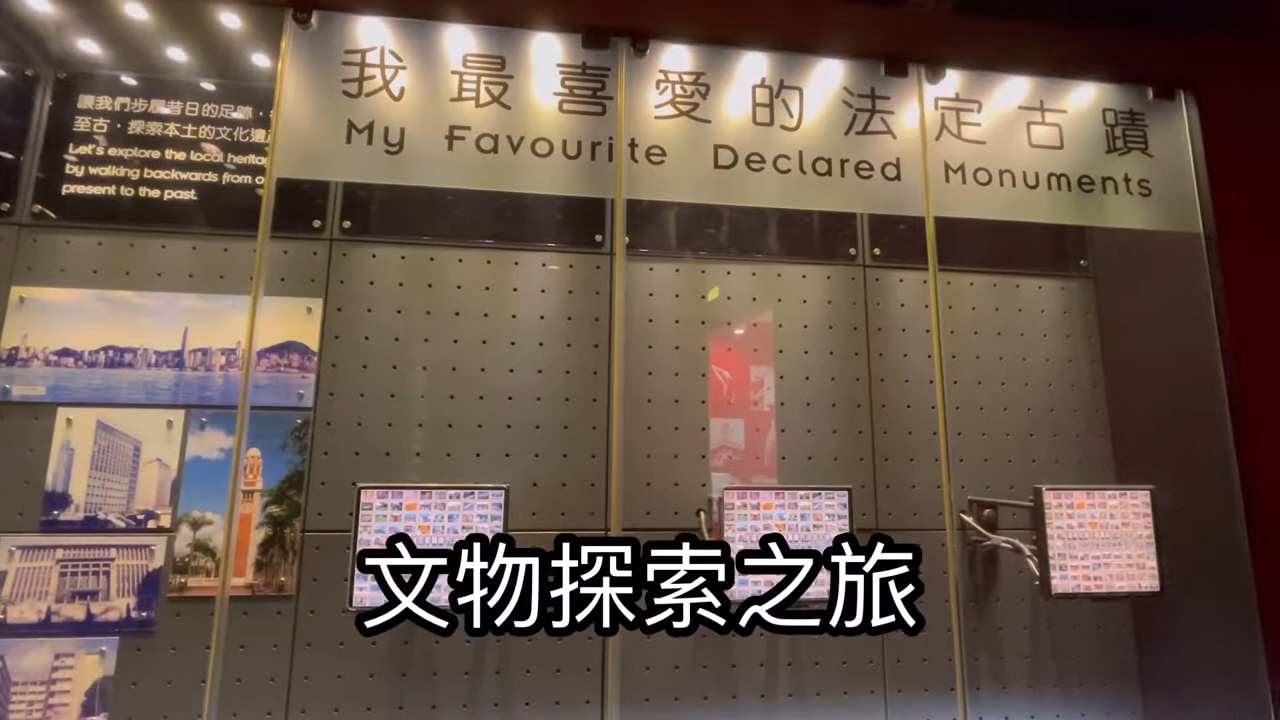 我最喜愛的法定古蹟
My Favourite Declared Monuments
讓我們步履昔日的足跡，
至古，探索本土的文化遺
Let's explore the local
by walking backwards from
present to the past.
文物探索之旅